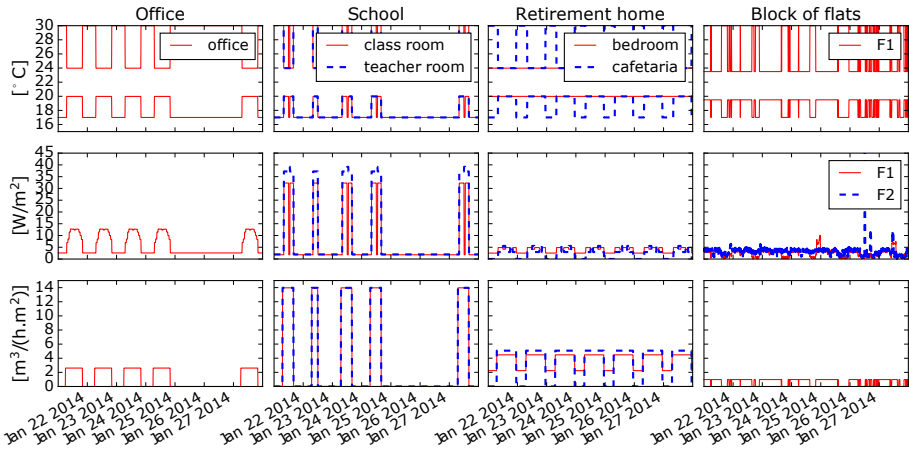 Office School Retirement home Block of flats
[°C]
30
28
26
24
22
20
18
16
office
class room
teacher room
bedroom
cafetaria
F1
[W/m²]
45
40
35
30
25
20
15
10
5
0
F1
F2
[m³/(h.m²)]
14
12
10
8
6
4
2
0
Jan 22 2014
Jan 23 2014
Jan 24 2014
Jan 25 2014
Jan 26 2014
Jan 27 2014
Jan 22 2014
Jan 23 2014
Jan 24 2014
Jan 25 2014
Jan 26 2014
Jan 27 2014
Jan 22 2014
Jan 23 2014
Jan 24 2014
Jan 25 2014
Jan 26 2014
Jan 27 2014
Jan 22 2014
Jan 23 2014
Jan 24 2014
Jan 25 2014
Jan 26 2014
Jan 27 2014